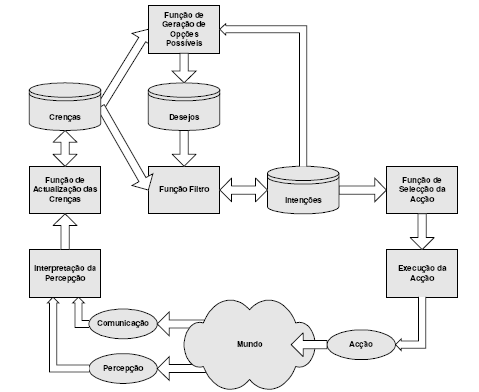 Função de
Geração de
Opções
Possíveis
Crenças
Desejos
Função de
Actualização das
Crenças
Função Filtro
Intenções
Função de
Selecção da
Acção
Interpretação da
Percepção
Execução da
Acção
Comunicação
Mundo
Acção
Percepção